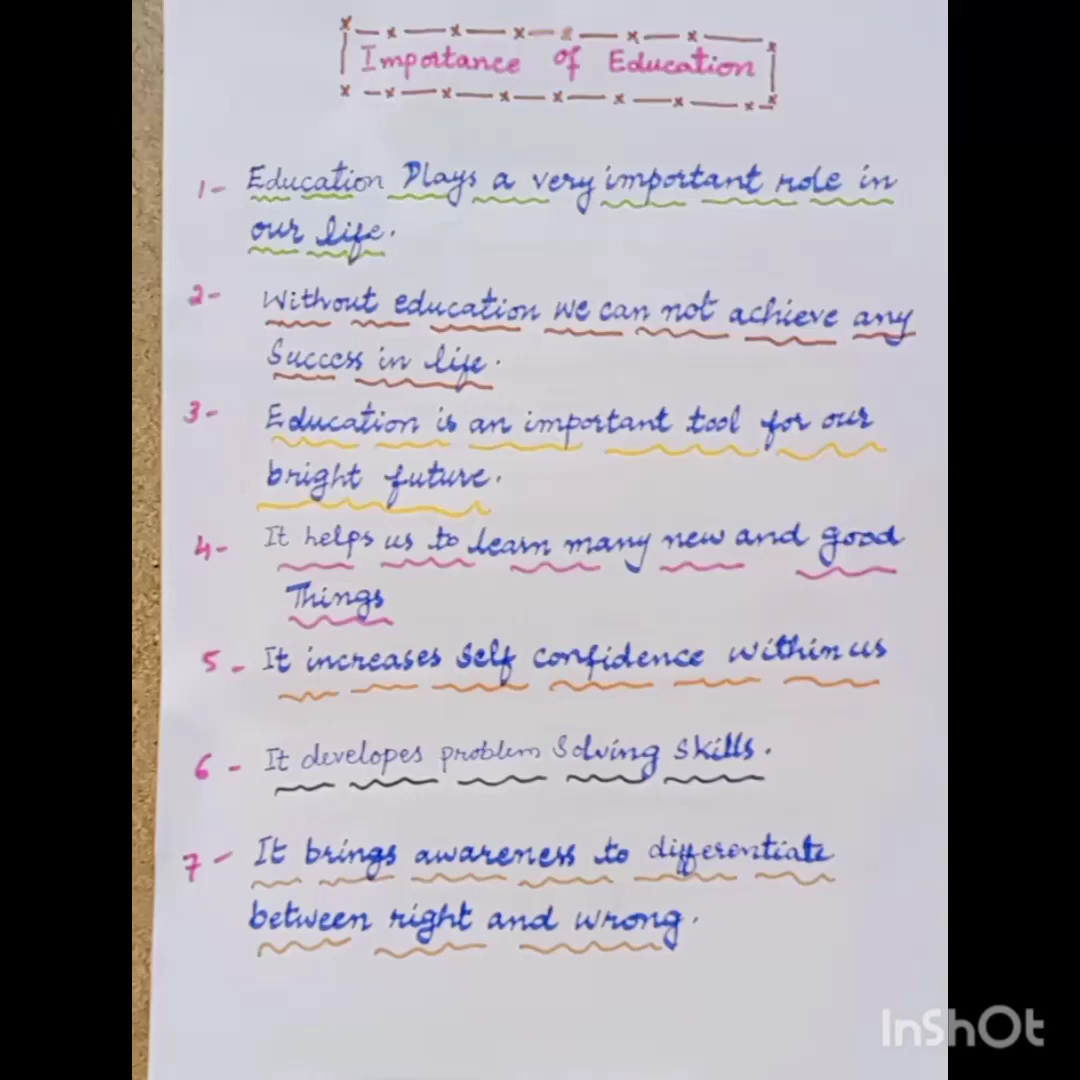 Importance of Education
1- Education Plays a very important role in
our life.
2- Without education we can not achieve any
Success in life.
3- Education is an important tool for our
bright future.
4- It helps us to learn many new and good
Things
5- It increases self confidence within us
6- It developes problem solving skills.
7- It brings awareness to differentiate
between right and wrong.
InShOt